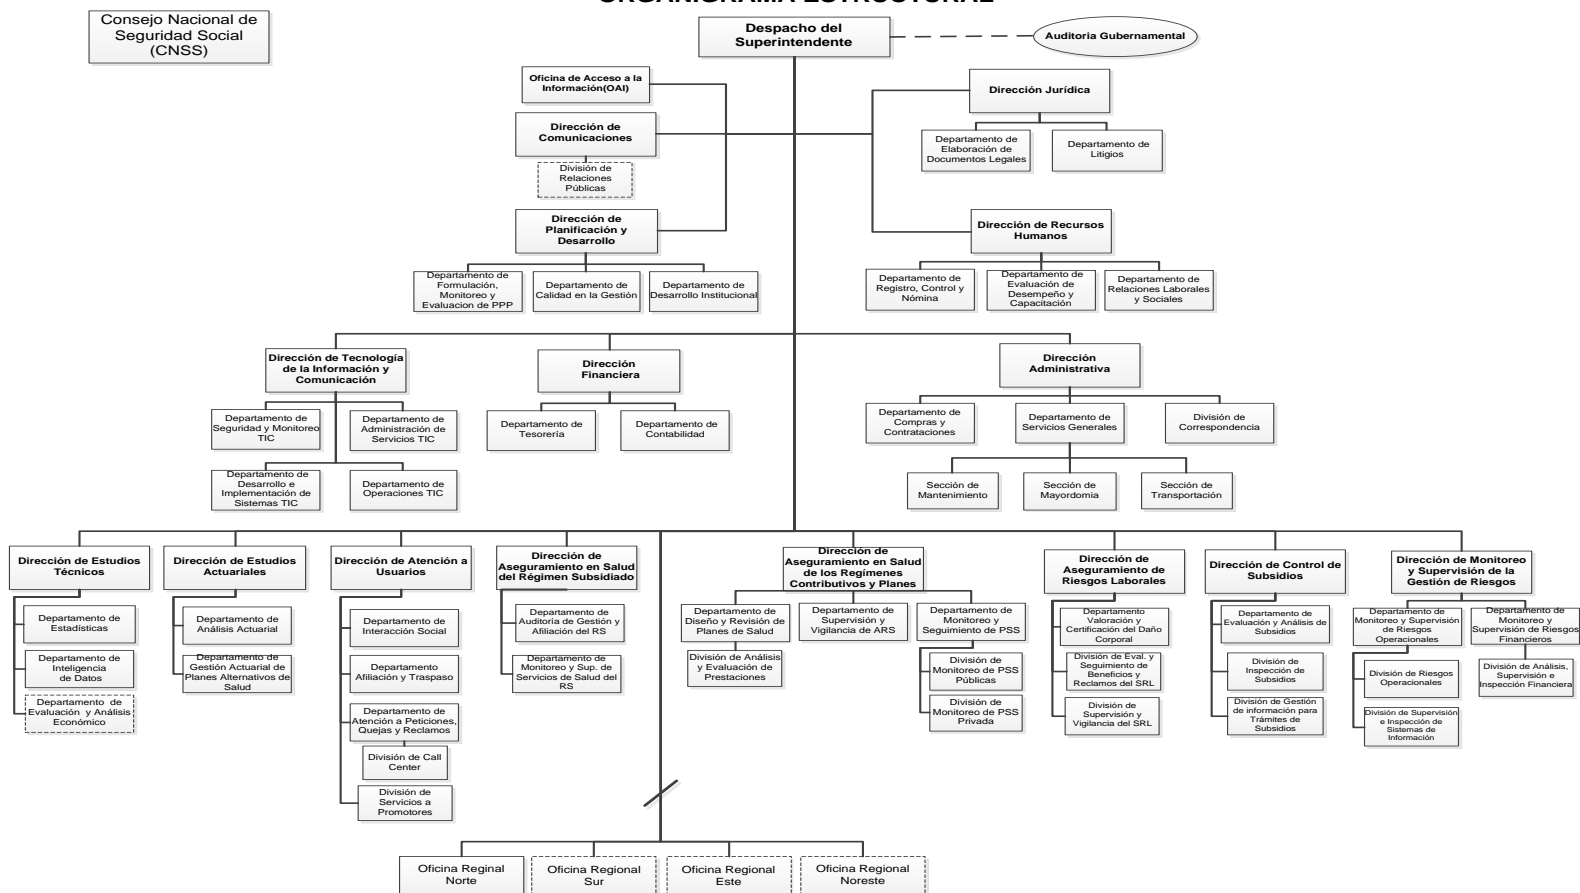 ORGANIGRAMA ESTRUCTURAL
Consejo Nacional de
Seguridad Social
(CNSS)
Despacho del
Superintendente
Auditoria Gubernamental
Oficina de Acceso a la
Información(OAI)
Dirección de
Comunicaciones
División de
Relaciones
Públicas
Dirección Jurídica
Departamento de
Elaboración de
Documentos Legales
Departamento de
Litigios
Dirección de
Planificación y
Desarrollo
Departamento de
Formulación,
Monitoreo y
Evaluacion de PPP
Departamento de
Calidad en la Gestión
Departamento de
Desarrollo Institucional
Dirección de Recursos
Humanos
Departamento de
Registro, Control y
Nómina
Departamento de
Evaluación de
Desempeño y
Capacitación
Departamento de
Relaciones Laborales
y Sociales
Dirección de Tecnología
de la Información y
Comunicación
Departamento de
Seguridad y Monitoreo
TIC
Departamento de
Administración de
Servicios TIC
Departamento de
Desarrollo e
Implementación de
Sistemas TIC
Departamento de
Operaciones TIC
Dirección
Financiera
Departamento de
Tesorería
Departamento de
Contabilidad
Dirección
Administrativa
Departamento de
Compras y
Contrataciones
Departamento de
Servicios Generales
División de
Correspondencia
Sección de
Mantenimiento
Sección de
Mayordomia
Sección de
Transportación
Dirección de Estudios
Técnicos
Departamento de
Estadísticas
Departamento de
Inteligencia
de Datos
Departamento de
Evaluación y Análisis
Económico
Dirección de Estudios
Actuariales
Departamento de
Análisis Actuarial
Departamento de
Gestión Actuarial de
Planes Alternativos de
Salud
Dirección de Atención a
Usuarios
Departamento de
Interacción Social
Departamento
Afiliación y Traspaso
Departamento de
Atención a Peticiones,
Quejas y Reclamos
División de Call
Center
División de
Servicios a
Promotores
Dirección de
Aseguramiento en Salud
del Régimen Subsidiado
Departamento de
Auditoría de Gestión y
Afiliación del RS
Departamento de
Monitoreo y Sup. de
Servicios de Salud del
RS
Dirección de
Aseguramiento en Salud
de los Regímenes
Contributivos y Planes
Departamento de
Diseño y Revisión de
Planes de Salud
División de Análisis
y Evaluación de
Prestaciones
Departamento de
Supervisión y
Vigilancia de ARS
Departamento de
Monitoreo y
Seguimiento de PSS
División de
Monitoreo de PSS
Públicas
División de
Monitoreo de PSS
Privada
Dirección de
Aseguramiento de
Riesgos Laborales
Departamento
Valoración y
Certificación del Daño
Corporal
División de Eval. y
Seguimiento de
Beneficios y
Reclamos del SRL
División de
Supervisión y
Vigilancia del SRL
Dirección de Control de
Subsidios
Departamento de
Evaluación y Análisis de
Subsidios
División de
Inspección de
Subsidios
División de Gestión
de información para
Trámites de
Subsidios
Dirección de Monitoreo
y Supervisión de la
Gestión de Riesgos
Departamento de
Monitoreo y Supervisión
de Riesgos
Operacionales
División de Riesgos
Operacionales
División de Supervisión
e Inspección de
Sistemas de
Información
Departamento de
Monitoreo y
Supervisión de Riesgos
Financieros
División de Análisis,
Supervisión e
Inspección Financiera
Oficina Reginal
Norte
Oficina Regional
Sur
Oficina Regional
Este
Oficina Regional
Noreste